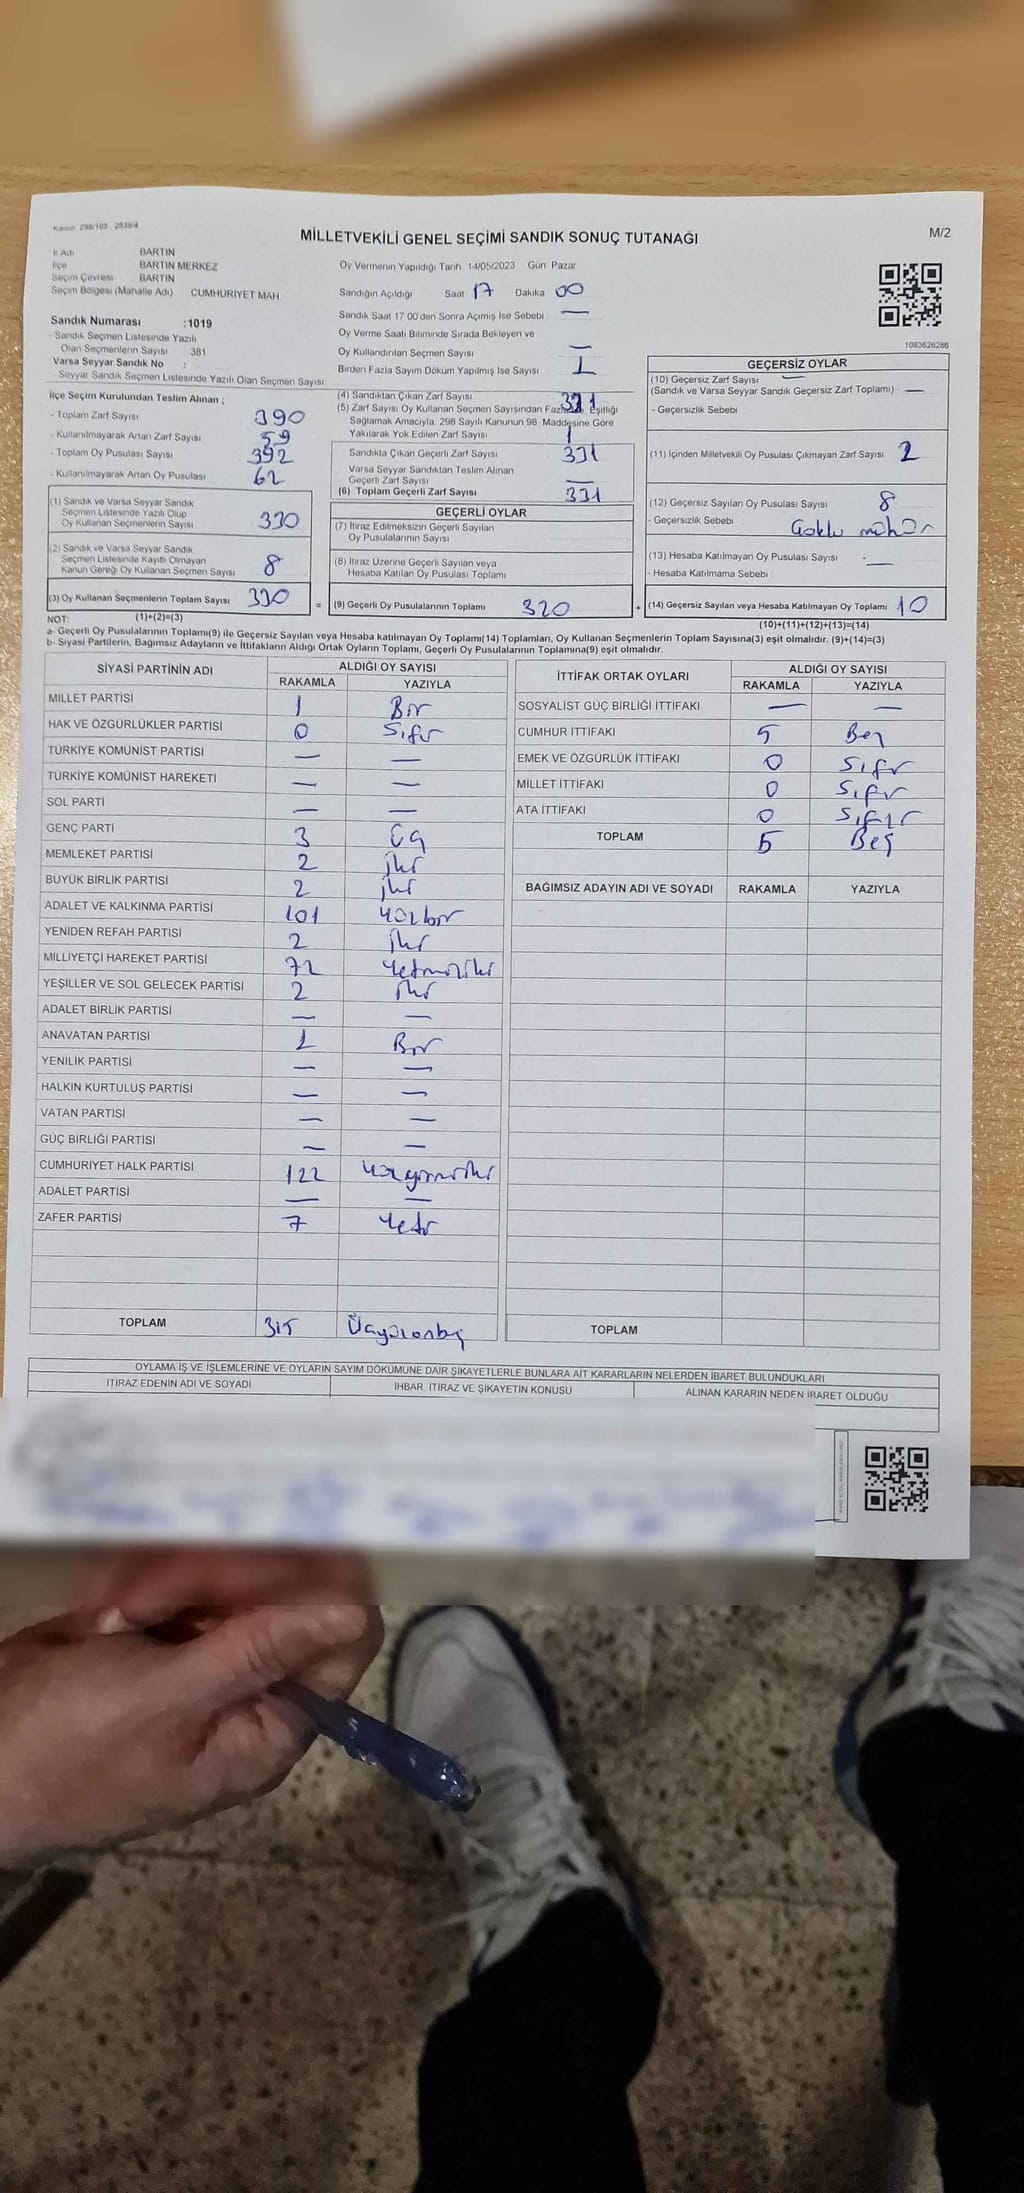 Kanun 298/105 . 2839/4
MİLLETVEKİLİ GENEL SEÇİMİ SANDIK SONUÇ TUTANAĞI
M/2
İl Adı BARTIN
İlçe BARTIN MERKEZ
Seçim Çevresi BARTIN
Seçim Bölgesi (Mahalle Adı) CUMHURİYET MAH
Sandık Numarası :1019
- Sandık Seçmen Listesinde Yazılı
Olan Seçmenlerin Sayısı 381
Varsa Seyyar Sandık No :
Seyyar Sandık Seçmen Listesinde Yazılı Olan Seçmen Sayısı
Oy Vermenin Yapıldığı Tarih 14/05/2023 Gün Pazar
Sandığın Açıldığı Saat 17 Dakika 00
Sandık Saat 17 00'den Sonra Açmış İse Sebebi —
Oy Verme Saati Bitiminde Sırada Bekleyen ve
Oy Kullandırılan Seçmen Sayısı —
Birden Fazla Sayım Döküm Yapılmış İse Sayısı 1
1083626286
İlçe Seçim Kurulundan Teslim Alınan ;
- Toplam Zarf Sayısı 390
- Kullanılmayarak Artan Zarf Sayısı 59
- Toplam Oy Pusulası Sayısı 392
- Kullanılmayarak Artan Oy Pusulası 62
(1) Sandık ve Varsa Seyyar Sandık
Seçmen Listesinde Yazılı Olup
Oy Kullanan Seçmenlerin Sayısı 330
(2) Sandık ve Varsa Seyyar Sandık
Seçmen Listesinde Kayıtlı Olmayan
Kanun Gereği Oy Kullanan Seçmen Sayısı 8
(3) Oy Kullanan Seçmenlerin Toplam Sayısı 330
(1)+(2)=(3)
(4) Sandıktan Çıkan Zarf Sayısı 331
(5) Zarf Sayısı Oy Kullanan Seçmen Sayısından Eşitliği
Sağlamak Amacıyla, 298 Sayılı Kanunun 98 Maddesine Göre
Yakılarak Yok Edilen Zarf Sayısı 1
Sandıkta Çıkan Geçerli Zarf Sayısı 331
Varsa Seyyar Sandıktan Teslim Alınan
Geçerli Zarf Sayısı —
(6) Toplam Geçerli Zarf Sayısı 331
GEÇERLİ OYLAR
(7) İtiraz Edilmeksizin Geçerli Sayılan
Oy Pusulalarının Sayısı
(8) İtiraz Üzerine Geçerli Sayılan veya
Hesaba Katılan Oy Pusulası Toplamı
= (9) Geçerli Oy Pusulalarının Toplamı 320 +
GEÇERSİZ OYLAR
(10) Geçersiz Zarf Sayısı —
(Sandık ve Varsa Seyyar Sandık Geçersiz Zarf Toplamı) —
- Geçersizlik Sebebi
(11) İçinden Milletvekili Oy Pusulası Çıkmayan Zarf Sayısı 2
(12) Geçersiz Sayılan Oy Pusulası Sayısı 8
- Geçersizlik Sebebi
(13) Hesaba Katılmayan Oy Pusulası Sayısı —
- Hesaba Katılmama Sebebi
(14) Geçersiz Sayılan veya Hesaba Katılmayan Oy Toplamı 10
(10)+(11)+(12)+(13)=(14)
NOT:
a- Geçerli Oy Pusulalarının Toplamı(9) ile Geçersiz Sayılan veya Hesaba katılmayan Oy Toplamı(14) Toplamları, Oy Kullanan Seçmenlerin Toplam Sayısına(3) eşit olmalıdır. (9)+(14)=(3)
b- Siyasi Partilerin, Bağımsız Adayların ve İttifakların Aldığı Ortak Oyların Toplamı, Geçerli Oy Pusulalarının Toplamına(9) eşit olmalıdır.
SİYASİ PARTİNİN ADI ALDIĞI OY SAYISI
RAKAMLA YAZIYLA
MİLLET PARTİSİ 1 Bir
HAK VE ÖZGÜRLÜKLER PARTİSİ 0 Sıfır
TÜRKİYE KOMÜNİST PARTİSİ — —
TÜRKİYE KOMÜNİST HAREKETİ — —
SOL PARTİ — —
GENÇ PARTİ 3 Üç
MEMLEKET PARTİSİ 2 iki
BÜYÜK BİRLİK PARTİSİ 2 iki
ADALET VE KALKINMA PARTİSİ 101 Yüzbir
YENİDEN REFAH PARTİSİ 2 iki
MİLLİYETÇİ HAREKET PARTİSİ 72 Yetmişiki
YEŞİLLER VE SOL GELECEK PARTİSİ 2 iki
ADALET BİRLİK PARTİSİ — —
ANAVATAN PARTİSİ 1 Bir
YENİLİK PARTİSİ — —
HALKIN KURTULUŞ PARTİSİ — —
VATAN PARTİSİ — —
GÜÇ BİRLİĞİ PARTİSİ — —
CUMHURİYET HALK PARTİSİ 122 Yüzyirmiiki
ADALET PARTİSİ — —
ZAFER PARTİSİ 7 Yedi
TOPLAM 315 Üçyüzonbeş
İTTİFAK ORTAK OYLARI ALDIĞI OY SAYISI
RAKAMLA YAZIYLA
SOSYALİST GÜÇ BİRLİĞİ İTTİFAKI — —
CUMHUR İTTİFAKI 5 Beş
EMEK VE ÖZGÜRLÜK İTTİFAKI 0 Sıfır
MİLLET İTTİFAKI 0 Sıfır
ATA İTTİFAKI 0 Sıfır
TOPLAM 5 Beş
BAĞIMSIZ ADAYIN ADI VE SOYADI RAKAMLA YAZIYLA
TOPLAM
OYLAMA İŞ VE İŞLEMLERİNE VE OYLARIN SAYIM DÖKÜMÜNE DAİR ŞİKAYETLERLE BUNLARA AİT KARARLARIN NELERDEN İBARET BULUNDUKLARI
İTİRAZ EDENİN ADI VE SOYADI İHBAR, İTİRAZ VE ŞİKAYETİN KONUSU ALINAN KARARIN NEDEN İBARET OLDUĞU